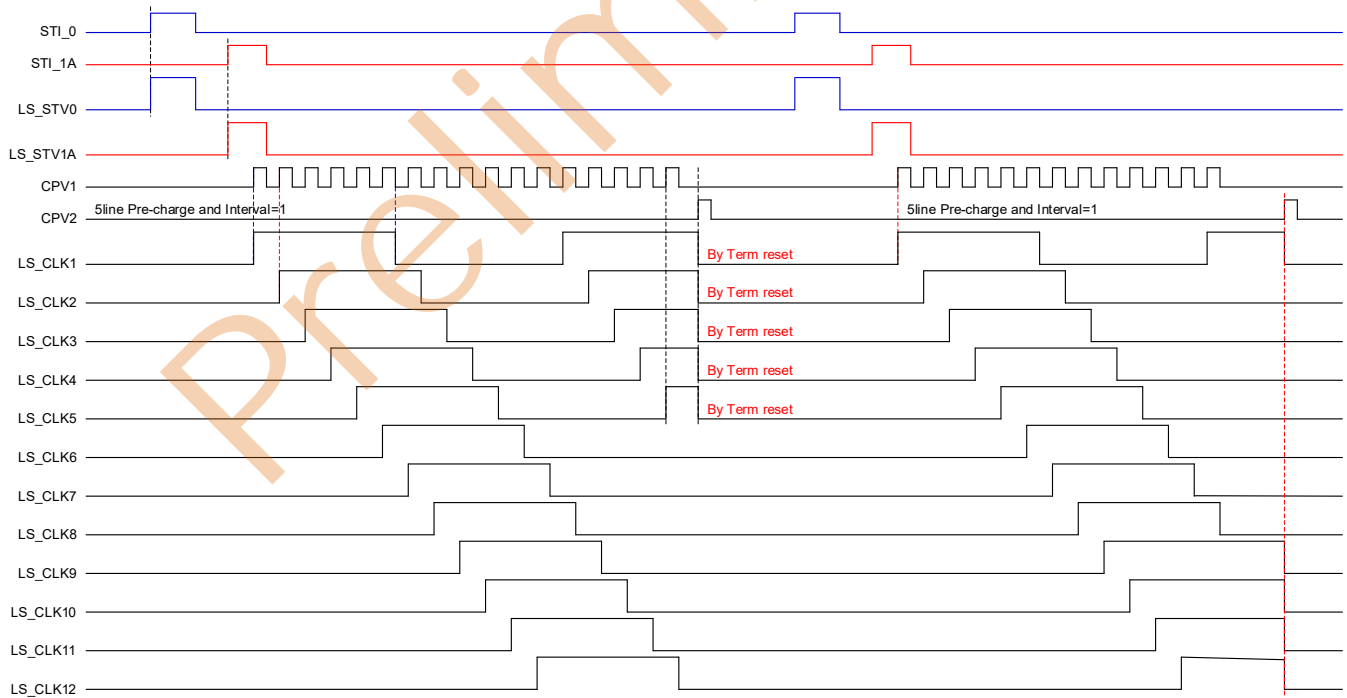 STI_0
STI_1A
LS_STV0
LS_STV1A
CPV1
CPV2
5line Pre-charge and Interval=1
5line Pre-charge and Interval=1
LS_CLK1
By Term reset
LS_CLK2
By Term reset
LS_CLK3
By Term reset
LS_CLK4
By Term reset
LS_CLK5
By Term reset
LS_CLK6
LS_CLK7
LS_CLK8
LS_CLK9
LS_CLK10
LS_CLK11
LS_CLK12
Prelim